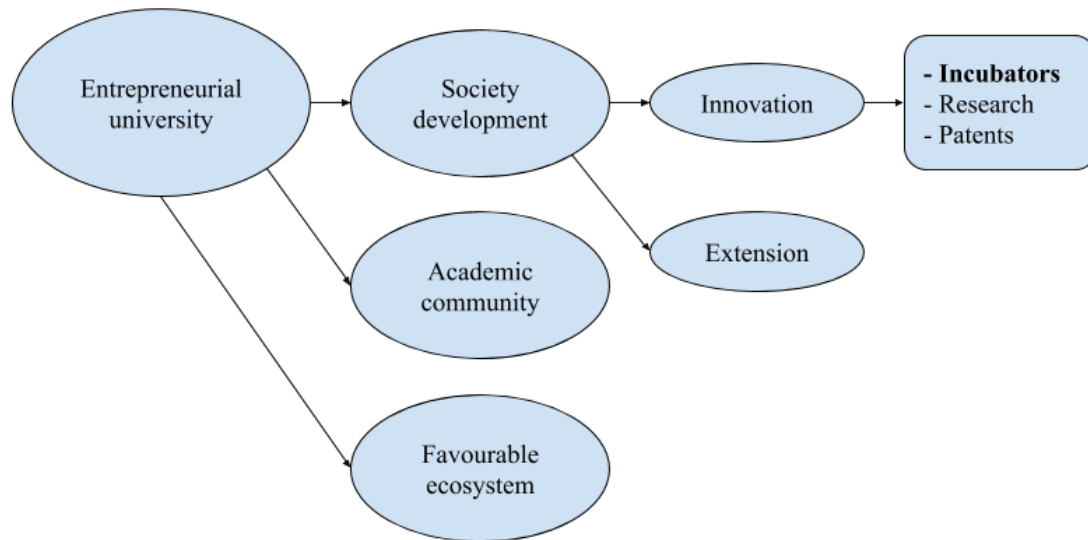 Entrepreneurial
university
Society
development
Innovation
- Incubators
- Research
- Patents
Extension
Academic
community
Favourable
ecosystem